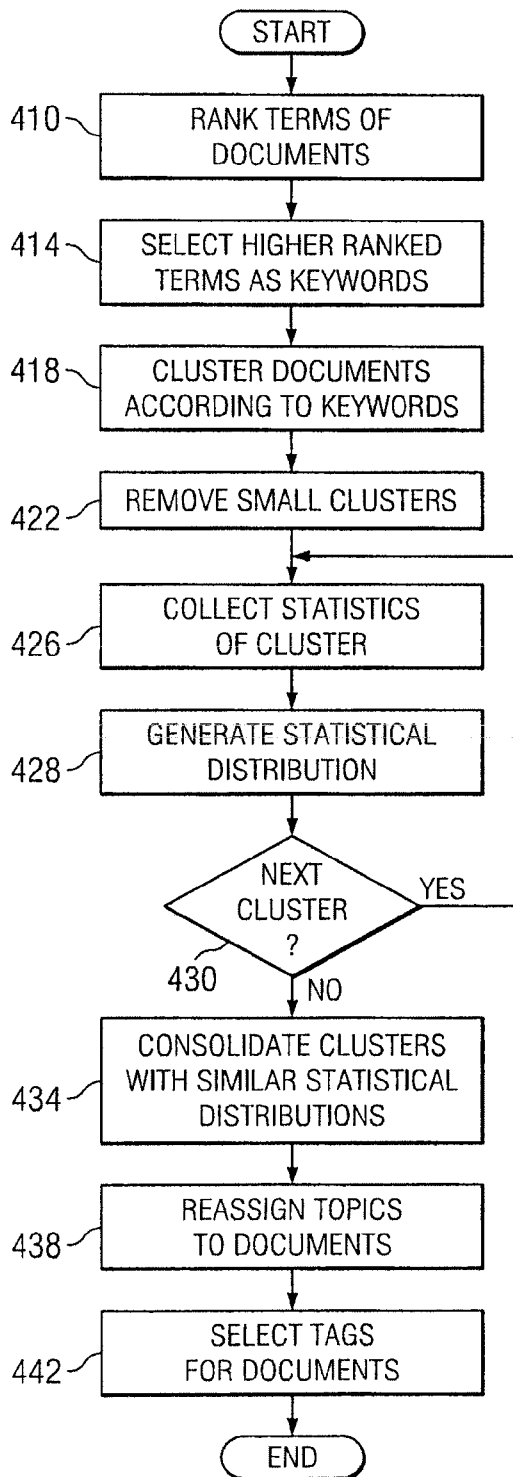 START
410
RANK TERMS OF
DOCUMENTS
414
SELECT HIGHER RANKED
TERMS AS KEYWORDS
418
CLUSTER DOCUMENTS
ACCORDING TO KEYWORDS
422
REMOVE SMALL CLUSTERS
426
COLLECT STATISTICS
OF CLUSTER
428
GENERATE STATISTICAL
DISTRIBUTION
NEXT
CLUSTER
?
YES
430
NO
434
CONSOLIDATE CLUSTERS
WITH SIMILAR STATISTICAL
DISTRIBUTIONS
438
REASSIGN TOPICS
TO DOCUMENTS
442
SELECT TAGS
FOR DOCUMENTS
END